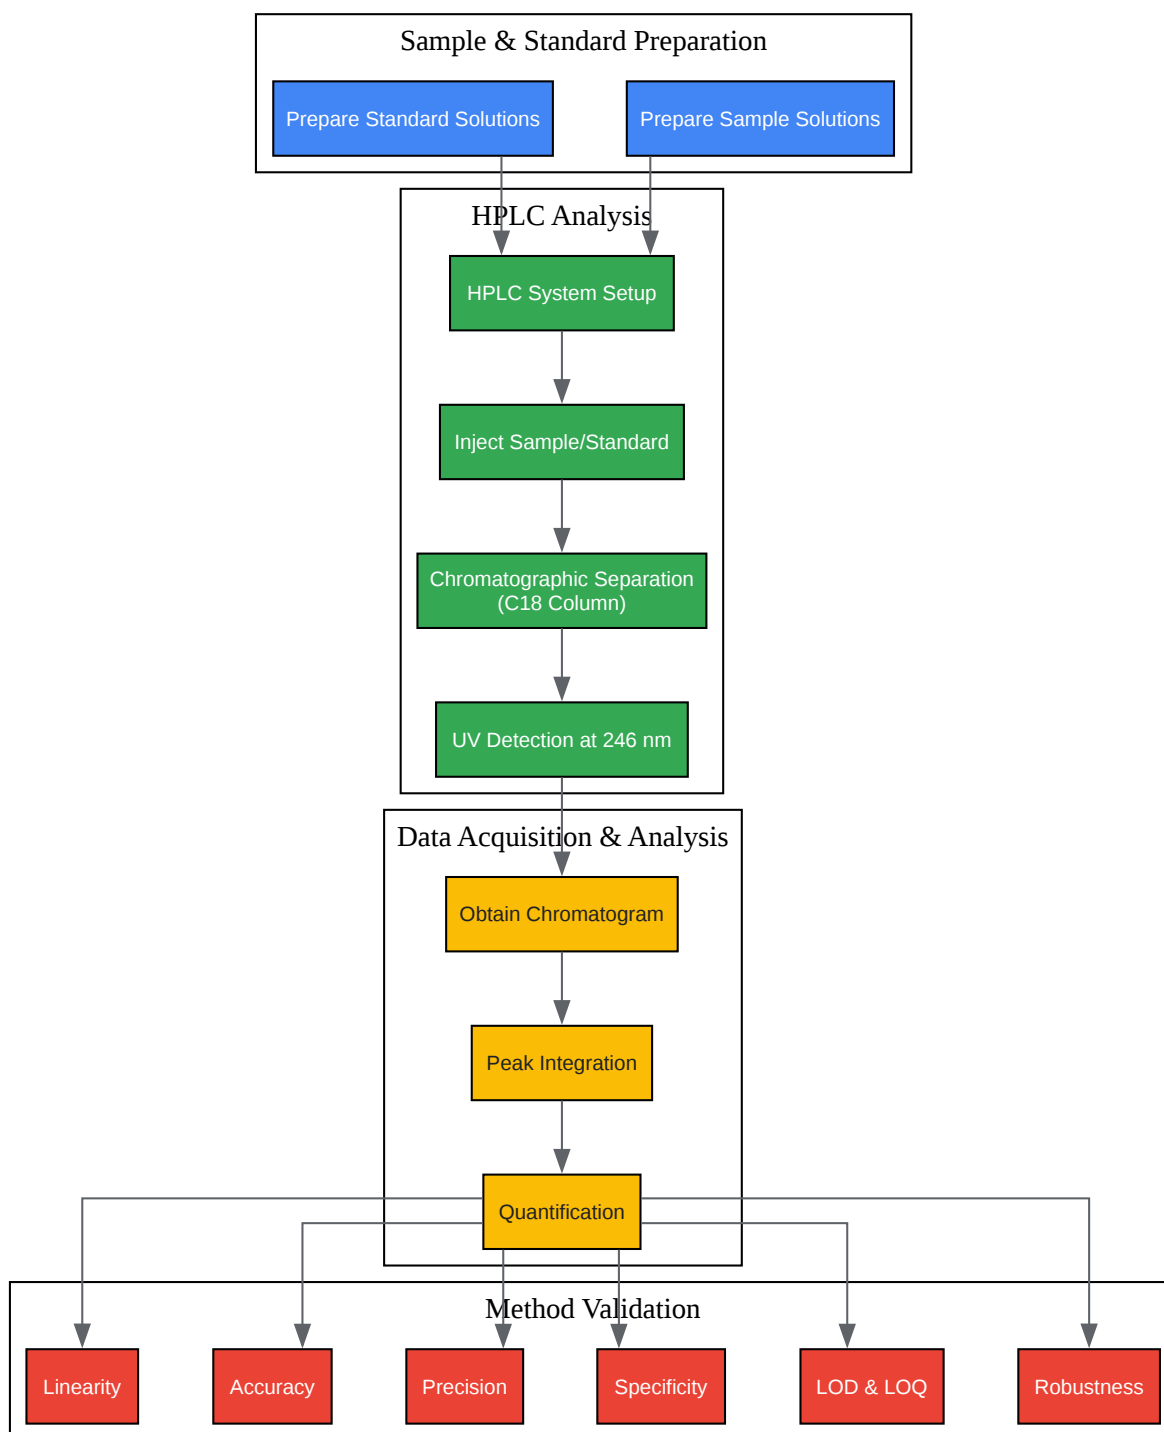 Sample & Standard Preparation
Prepare Standard Solutions
Prepare Sample Solutions
HPLC Analysis
HPLC System Setup
Inject Sample/Standard
Chromatographic Separation
(C18 Column)
UV Detection at 246 nm
Data Acquisition & Analysis
Obtain Chromatogram
Peak Integration
Quantification
Method Validation
Linearity
Accuracy
Precision
Specificity
LOD & LOQ
Robustness